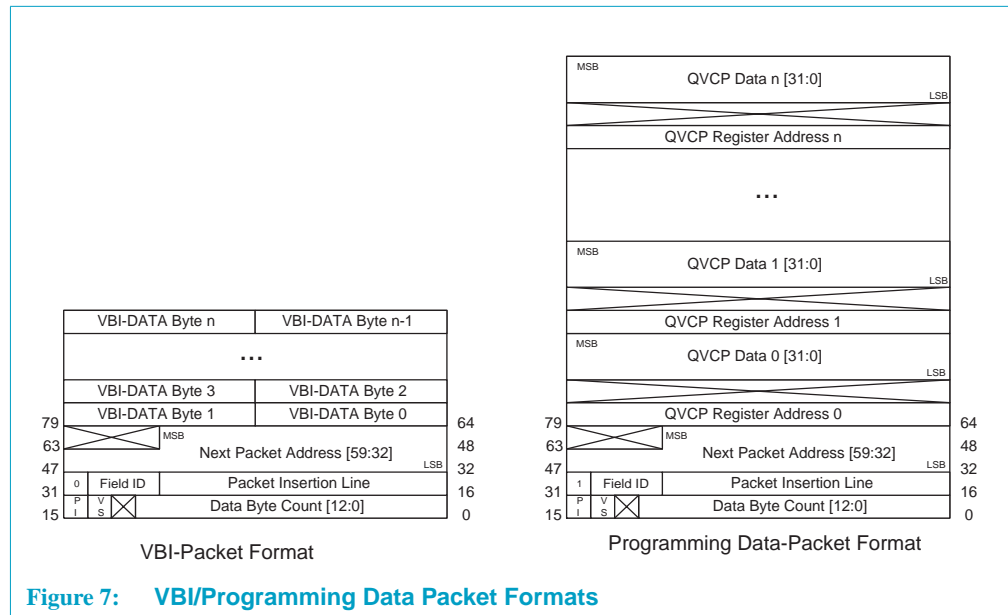 VBI-DATA Byte n VBI-DATA Byte n-1
...
VBI-DATA Byte 3 VBI-DATA Byte 2
VBI-DATA Byte 1 VBI-DATA Byte 0
79 64
MSB
63 Next Packet Address [59:32] 48
LSB
47 32
0 Field ID Packet Insertion Line
31 16
P I V S Data Byte Count [12:0]
15 0
VBI-Packet Format
MSB
QVCP Data n [31:0]
LSB
QVCP Register Address n
...
MSB
QVCP Data 1 [31:0]
LSB
QVCP Register Address 1
MSB
QVCP Data 0 [31:0]
LSB
QVCP Register Address 0
79 64
MSB
63 Next Packet Address [59:32] 48
LSB
47 32
1 Field ID Packet Insertion Line
31 16
P I V S Data Byte Count [12:0]
15 0
Programming Data-Packet Format
Figure 7: VBI/Programming Data Packet Formats